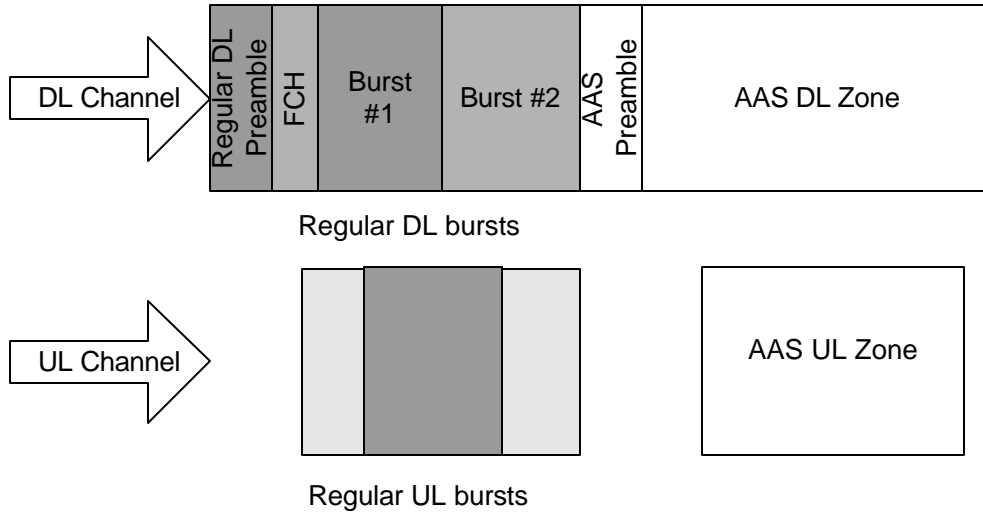 DL Channel
Regular DL
Preamble
FCH
Burst
#1
Burst #2
AAS
Preamble
AAS DL Zone
Regular DL bursts
UL Channel
AAS UL Zone
Regular UL bursts